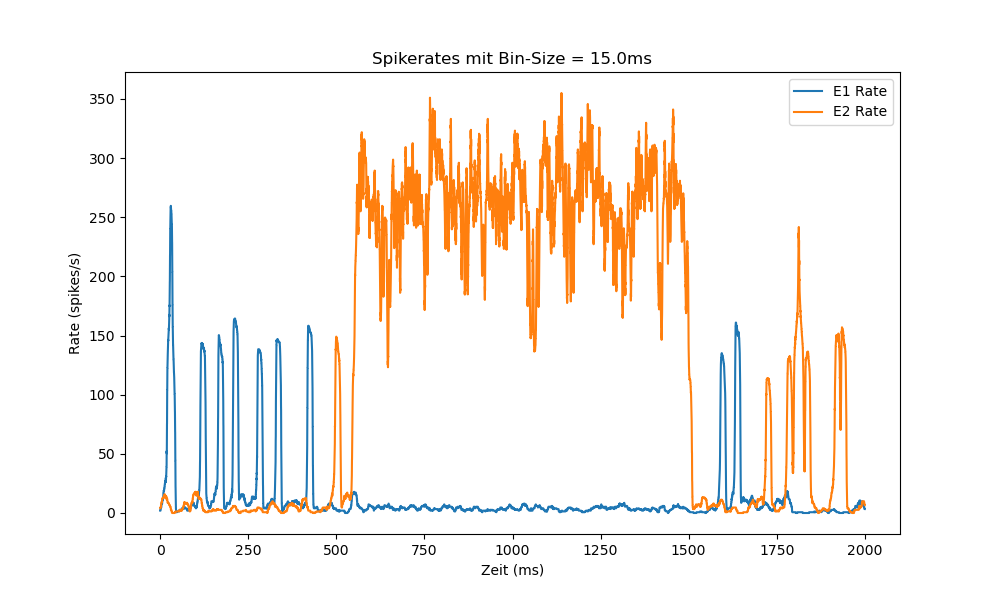 Spikerates mit Bin-Size = 15.0ms
E1 Rate
E2 Rate
Rate (spikes/s)
350
300
250
200
150
100
50
0
0 250 500 750 1000 1250 1500 1750 2000
Zeit (ms)